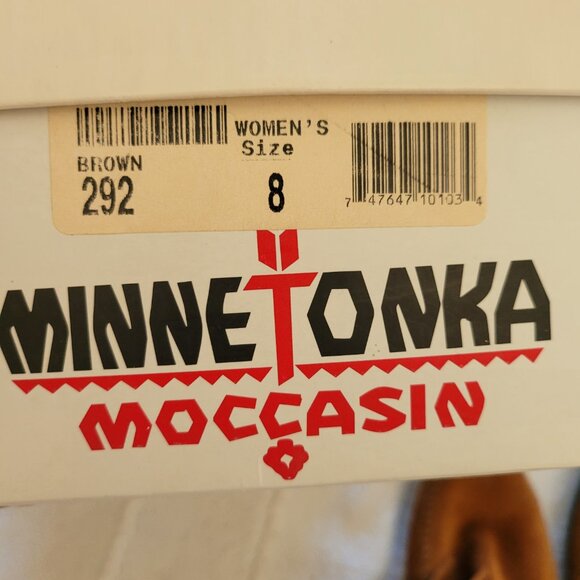 WOMEN'S
Size
BROWN
292
8
7 47647 10103 4
MINNETONKA
MOCCASIN